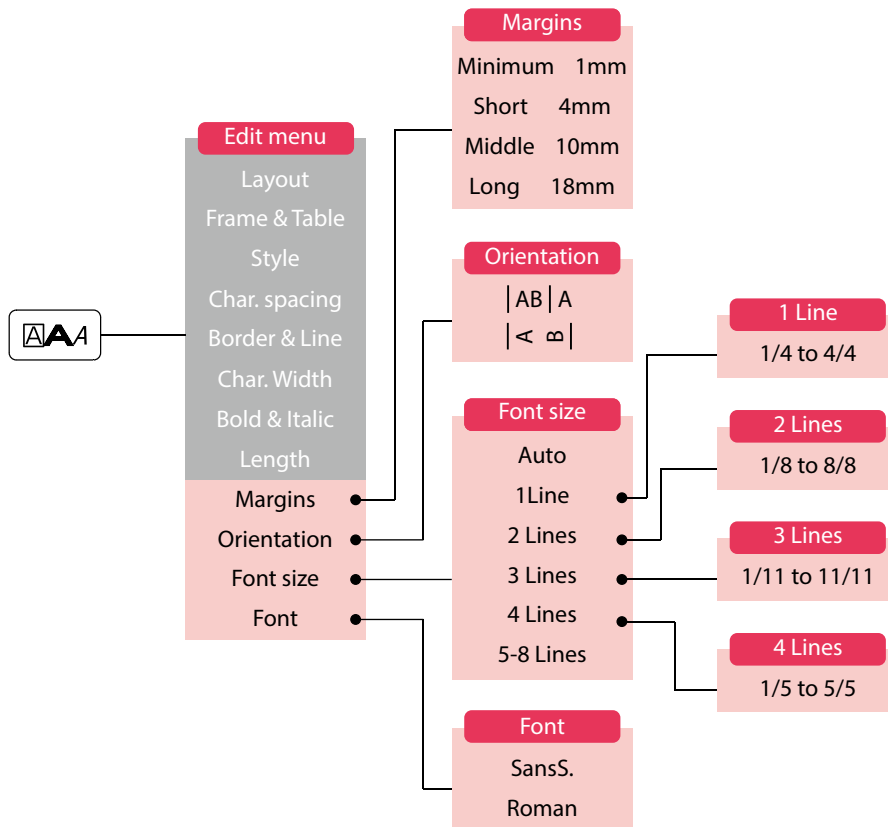 AAA
Edit menu
Layout
Frame & Table
Style
Char. spacing
Border & Line
Char. Width
Bold & Italic
Length
Margins
Orientation
Font size
Font
Margins
Minimum 1mm
Short 4mm
Middle 10mm
Long 18mm
Orientation
|AB|A
|A B|
Font size
Auto
1Line
2 Lines
3 Lines
4 Lines
5-8 Lines
Font
SansS.
Roman
1 Line
1/4 to 4/4
2 Lines
1/8 to 8/8
3 Lines
1/11 to 11/11
4 Lines
1/5 to 5/5